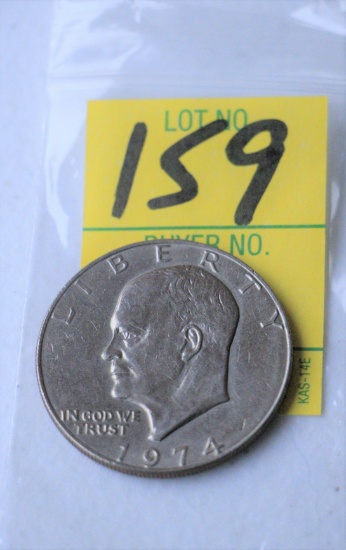 LOT NO.
159
BUYER NO.
LIBERTY
IN GOD WE
TRUST
1974
KAS-14E